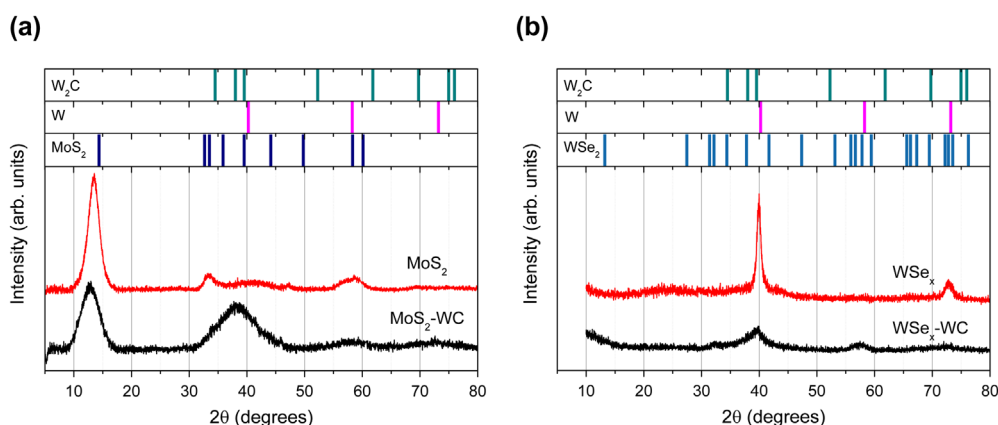 (a)
W₂C
W
MoS₂
MoS₂
MoS₂-WC
Intensity (arb. units)
10 20 30 40 50 60 70 80
2θ (degrees)
(b)
W₂C
W
WSe₂
WSeₓ
WSeₓ-WC
Intensity (arb. units)
10 20 30 40 50 60 70 80
2θ (degrees)